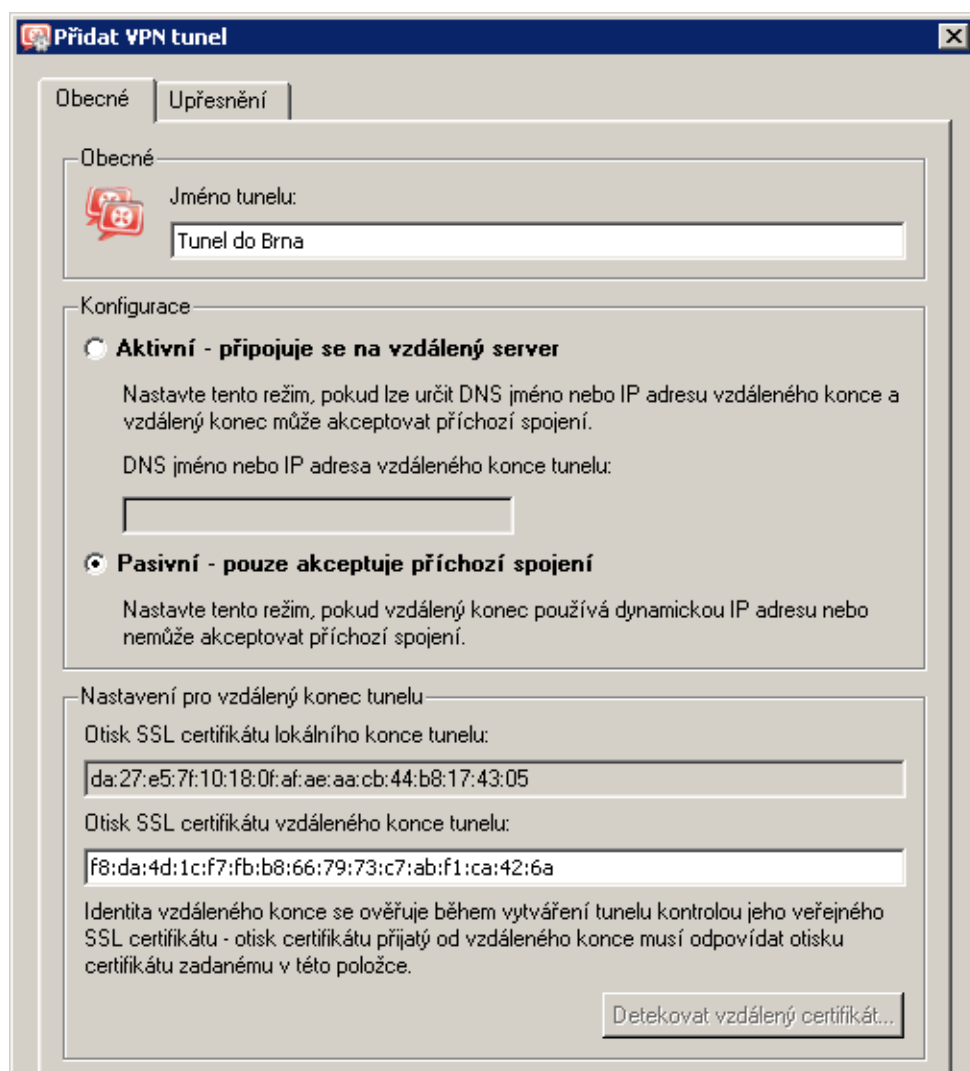 Přidat VPN tunel
Obecné
Upřesnění
Obecné
Jméno tunelu:
Tunel do Brna
Konfigurace
Aktivní - připojuje se na vzdálený server
Nastavte tento režim, pokud lze určit DNS jméno nebo IP adresu vzdáleného konce a
vzdálený konec může akceptovat příchozí spojení.
DNS jméno nebo IP adresa vzdáleného konce tunelu:
Pasivní - pouze akceptuje příchozí spojení
Nastavte tento režim, pokud vzdálený konec používá dynamickou IP adresu nebo
nemůže akceptovat příchozí spojení.
Nastavení pro vzdálený konec tunelu
Otisk SSL certifikátu lokálního konce tunelu:
da:27:e5:7f:10:18:0f:af:ae:aa:cb:44:b8:17:43:05
Otisk SSL certifikátu vzdáleného konce tunelu:
f8:da:4d:1c:f7:fb:b8:66:79:73:c7:ab:f1:ca:42:6a
Identita vzdáleného konce se ověřuje během vytváření tunelu kontrolou jeho veřejného
SSL certifikátu - otisk certifikátu přijatý od vzdáleného konce musí odpovídat otisku
certifikátu zadanému v této položce.
Detekovat vzdálený certifikát...